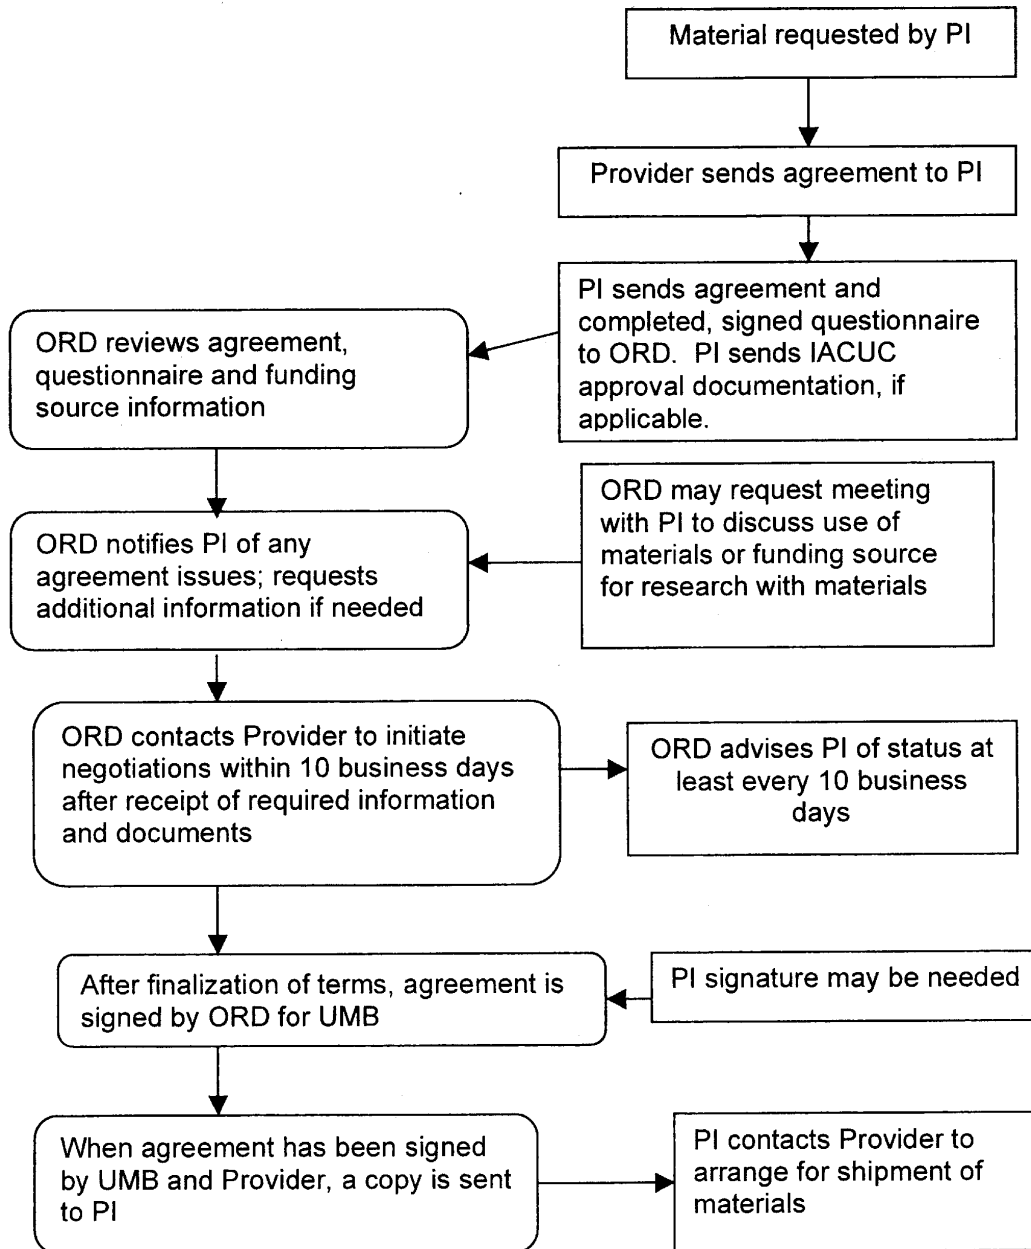 Material requested by PI
Provider sends agreement to PI
PI sends agreement and
completed, signed questionnaire
to ORD.  PI sends IACUC
approval documentation, if
applicable.
ORD reviews agreement,
questionnaire and funding
source information
ORD may request meeting
with PI to discuss use of
materials or funding source
for research with materials
ORD notifies PI of any
agreement issues; requests
additional information if needed
ORD contacts Provider to initiate
negotiations within 10 business days
after receipt of required information
and documents
ORD advises PI of status at
least every 10 business
days
After finalization of terms, agreement is
signed by ORD for UMB
PI signature may be needed
When agreement has been signed
by UMB and Provider, a copy is sent
to PI
PI contacts Provider to
arrange for shipment of
materials